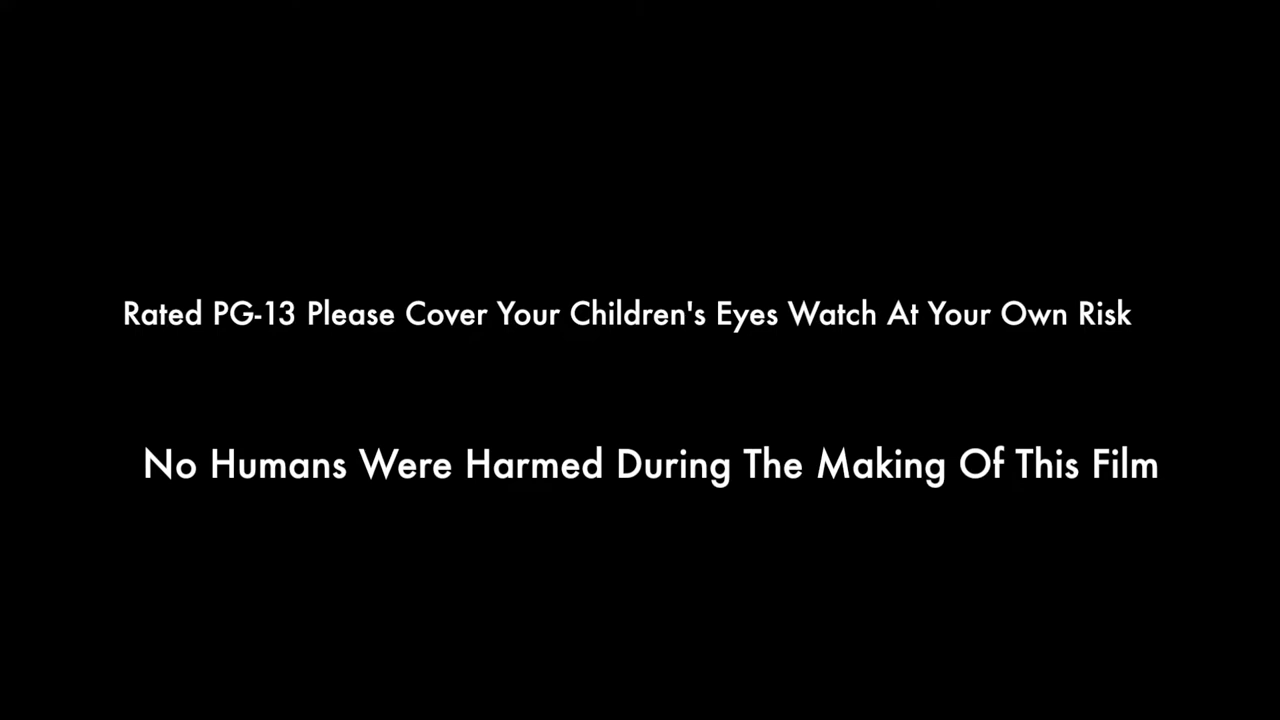 Rated PG-13 Please Cover Your Children's Eyes Watch At Your Own Risk
No Humans Were Harmed During The Making Of This Film